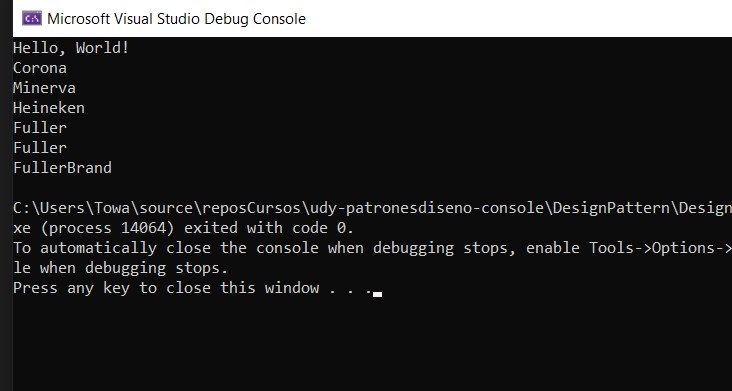 Microsoft Visual Studio Debug Console
Hello, World!
Corona
Minerva
Heineken
Fuller
Fuller
FullerBrand
C:\Users\Towa\source\reposCursos\udy-patronesdiseno-console\DesignPattern\Design
xe (process 14064) exited with code 0.
To automatically close the console when debugging stops, enable Tools->Options->
le when debugging stops.
Press any key to close this window . . .